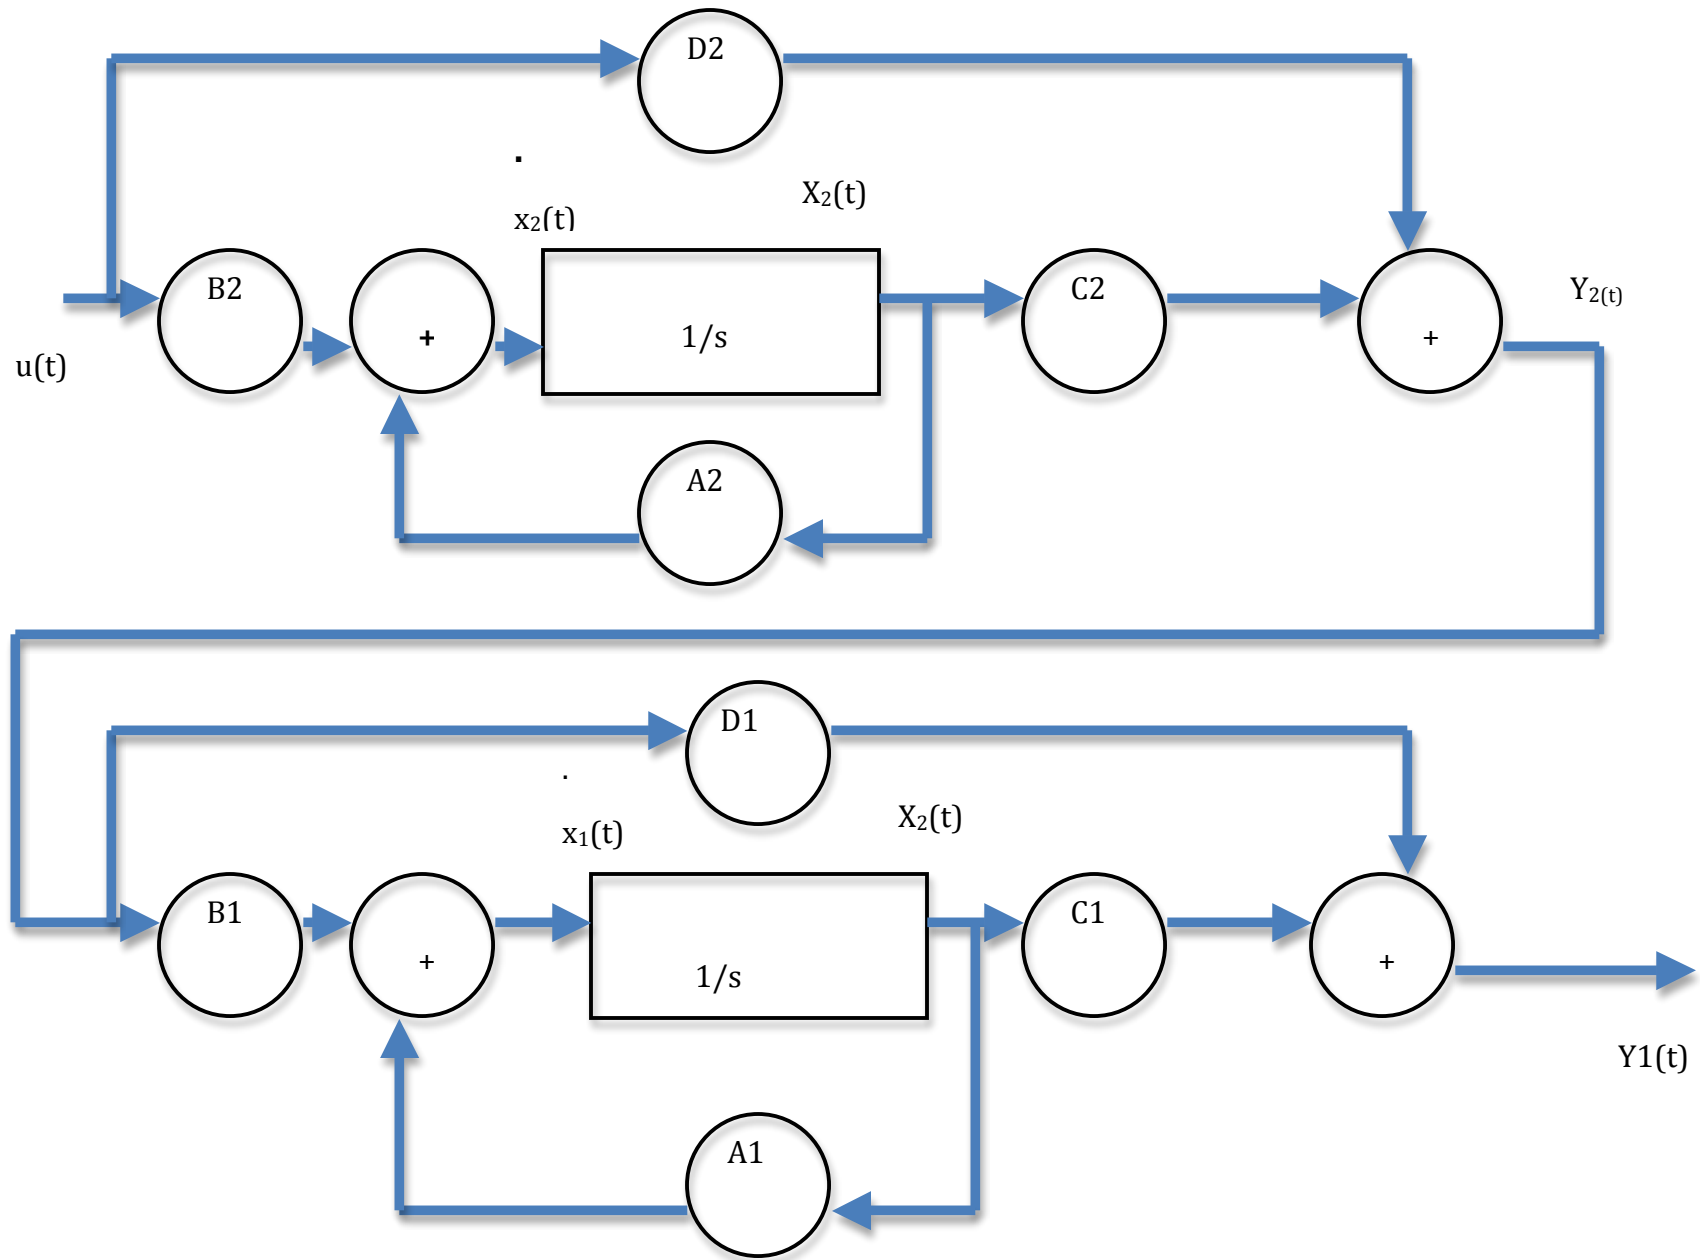 D2
.
X₂(t)
x₂(t)
B2
+
1/s
C2
+
Y₂₍ₜ₎
u(t)
A2
D1
.
X₂(t)
x₁(t)
B1
+
1/s
C1
+
Y1(t)
A1